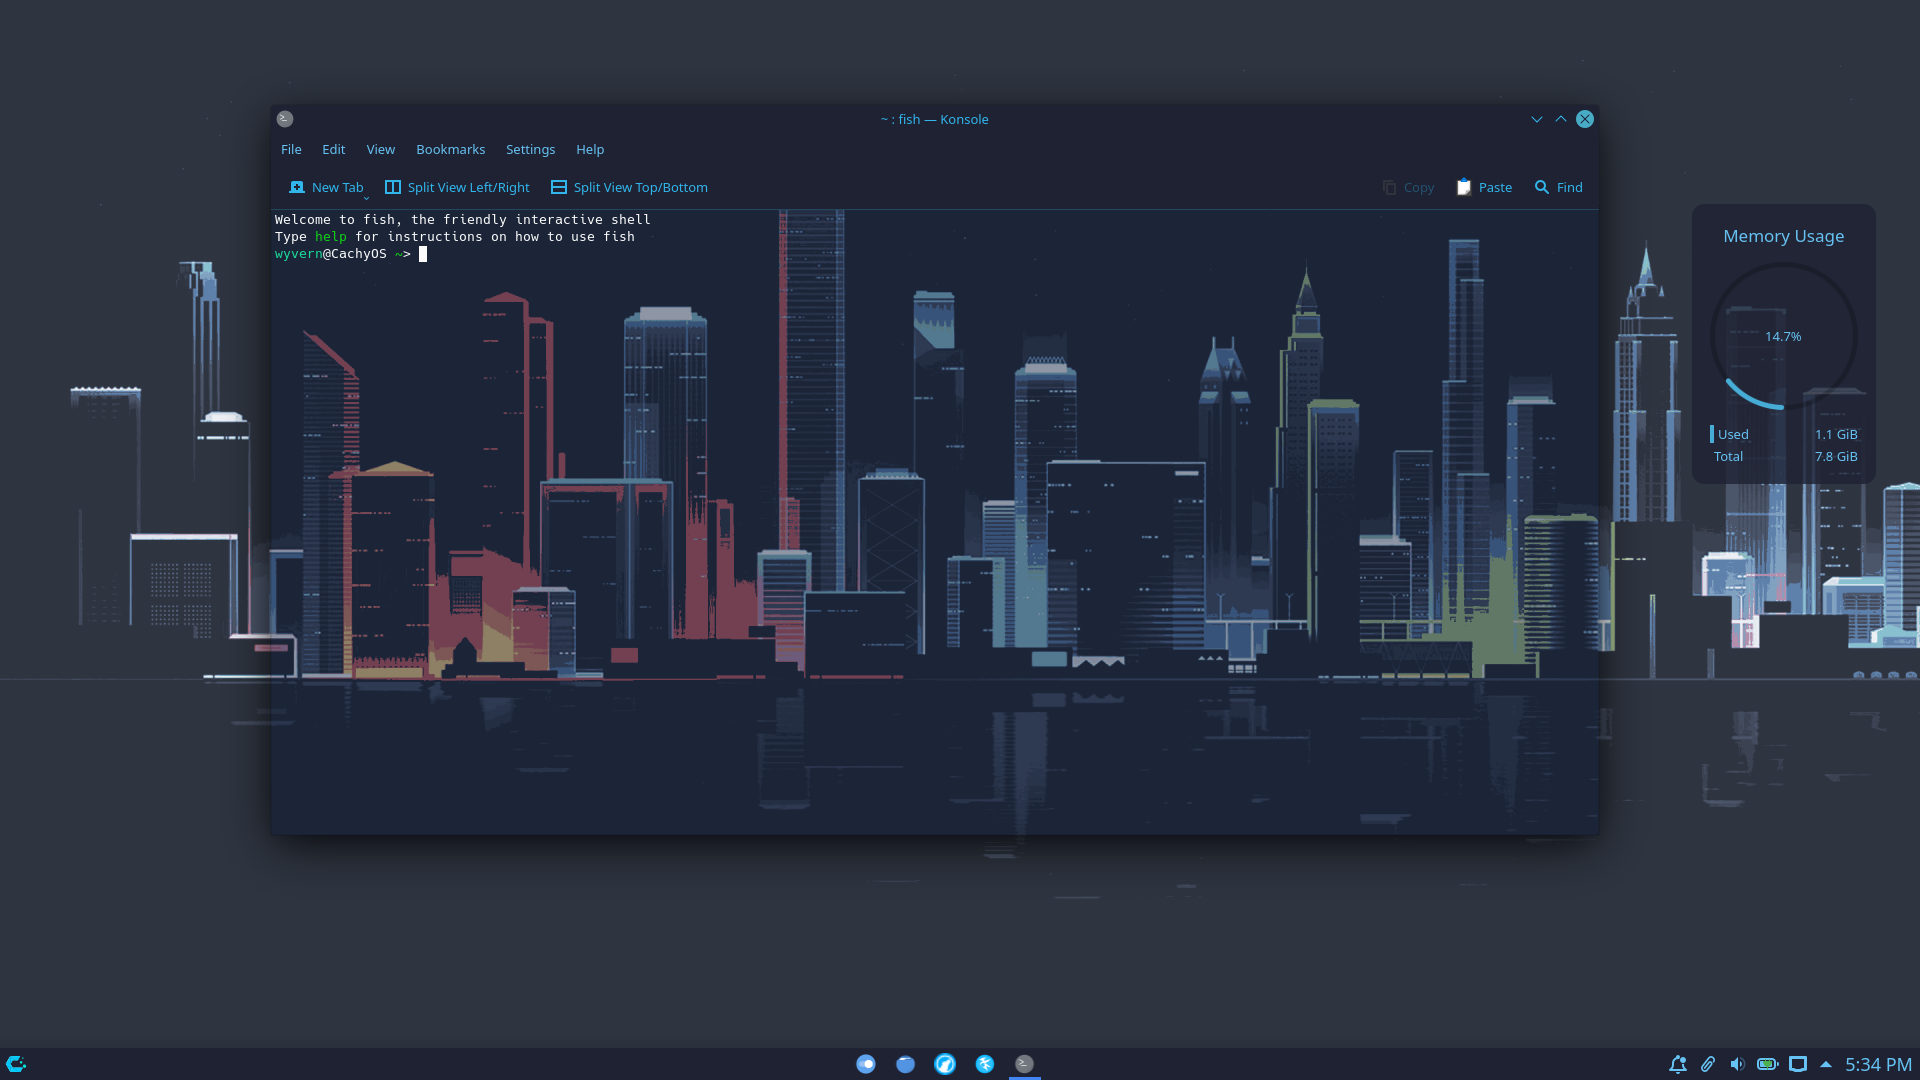 ~ : fish — Konsole
File Edit View Bookmarks Settings Help
New Tab Split View Left/Right Split View Top/Bottom Copy Paste Find
Welcome to fish, the friendly interactive shell
Type help for instructions on how to use fish
wyvern@CachyOS ~>
Memory Usage
14.7%
Used 1.1 GiB
Total 7.8 GiB
5:34 PM